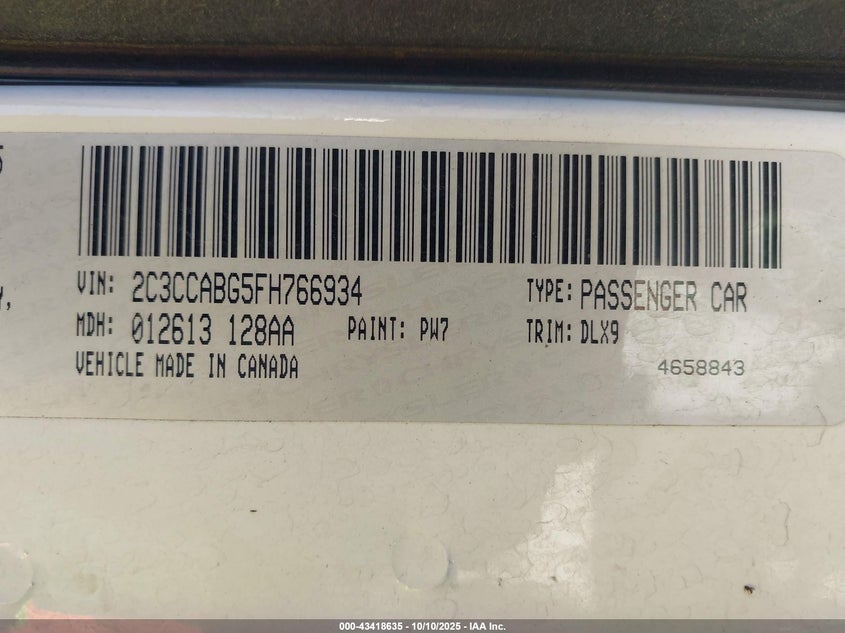 VIN: 2C3CCABG5FH766934 TYPE: PASSENGER CAR
MDH: 012613 128AA PAINT: PW7 TRIM: DLX9
VEHICLE MADE IN CANADA 4658843
000-43418635 - 10/10/2025 - IAA Inc.